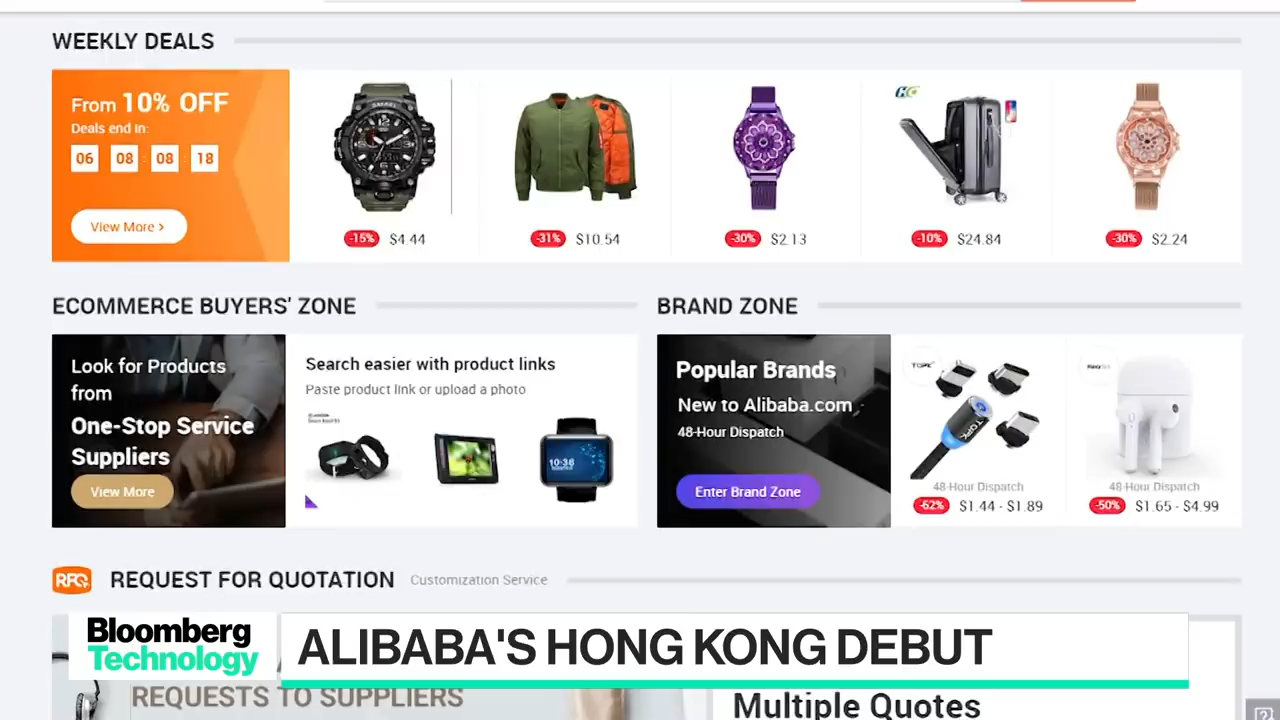 WEEKLY DEALS
From 10% OFF
Deals end in:
06 : 08 : 08 : 18
View More >
-15% $4.44
-31% $10.54
-30% $2.13
-10% $24.84
-30% $2.24
ECOMMERCE BUYERS' ZONE
Look for Products
from
One-Stop Service
Suppliers
View More
Search easier with product links
Paste product link or upload a photo
10:36
BRAND ZONE
Popular Brands
New to Alibaba.com
48-Hour Dispatch
Enter Brand Zone
TOPK
48-Hour Dispatch
-62% $1.44 - $1.89
48-Hour Dispatch
-50% $1.65 - $4.99
RFQ REQUEST FOR QUOTATION Customization Service
Bloomberg
Technology
ALIBABA'S HONG KONG DEBUT
REQUESTS TO SUPPLIERS
Multiple Quotes